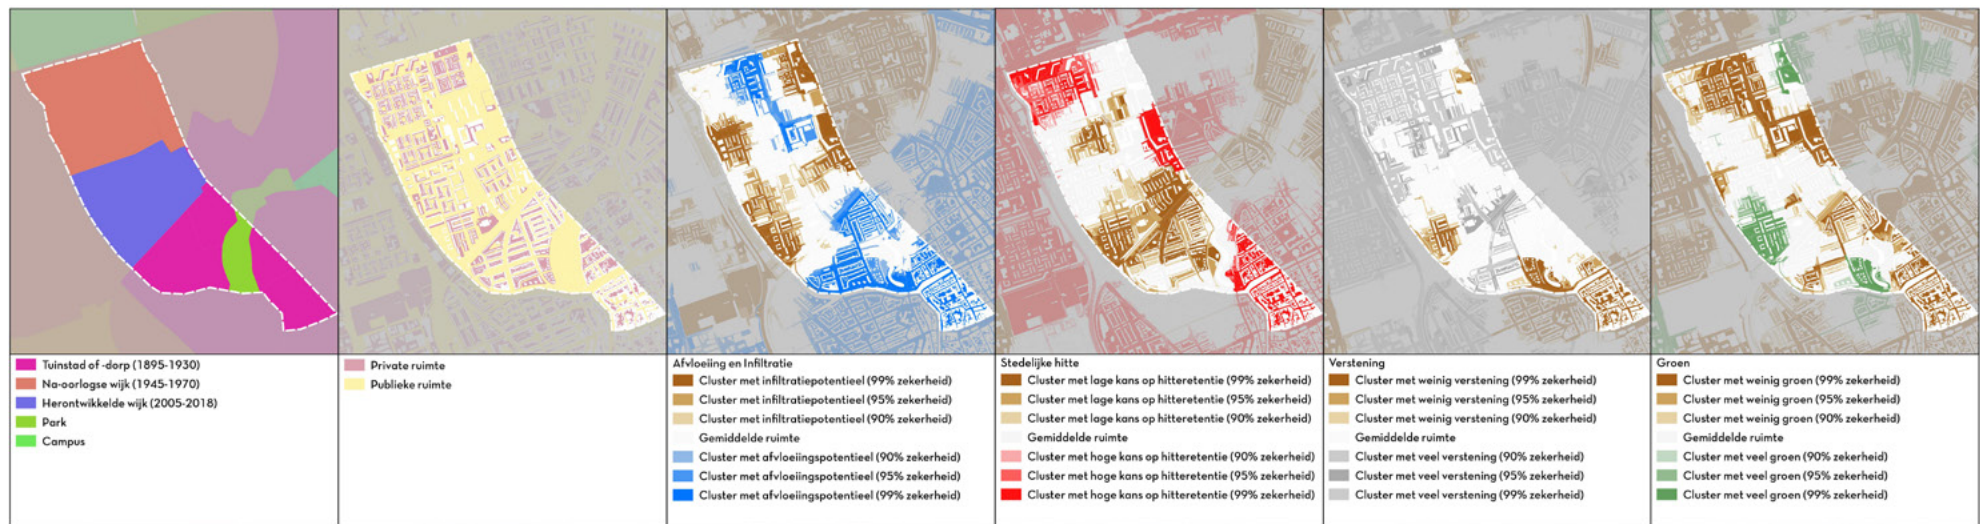 Tuinstad of -dorp (1895-1930)
Na-oorlogse wijk (1945-1970)
Herontwikkelde wijk (2005-2018)
Park
Campus
Private ruimte
Publieke ruimte
Afvloeiing en Infiltratie
Cluster met infiltratiepotentieel (99% zekerheid)
Cluster met infiltratiepotentieel (95% zekerheid)
Cluster met infiltratiepotentieel (90% zekerheid)
Gemiddelde ruimte
Cluster met afvloeiingspotentieel (90% zekerheid)
Cluster met afvloeiingspotentieel (95% zekerheid)
Cluster met afvloeiingspotentieel (99% zekerheid)
Stedelijke hitte
Cluster met lage kans op hitteretentie (99% zekerheid)
Cluster met lage kans op hitteretentie (95% zekerheid)
Cluster met lage kans op hitteretentie (90% zekerheid)
Gemiddelde ruimte
Cluster met hoge kans op hitteretentie (90% zekerheid)
Cluster met hoge kans op hitteretentie (95% zekerheid)
Cluster met hoge kans op hitteretentie (99% zekerheid)
Verstening
Cluster met weinig verstening (99% zekerheid)
Cluster met weinig verstening (95% zekerheid)
Cluster met weinig verstening (90% zekerheid)
Gemiddelde ruimte
Cluster met veel verstening (90% zekerheid)
Cluster met veel verstening (95% zekerheid)
Cluster met veel verstening (99% zekerheid)
Groen
Cluster met weinig groen (99% zekerheid)
Cluster met weinig groen (95% zekerheid)
Cluster met weinig groen (90% zekerheid)
Gemiddelde ruimte
Cluster met veel groen (90% zekerheid)
Cluster met veel groen (95% zekerheid)
Cluster met veel groen (99% zekerheid)